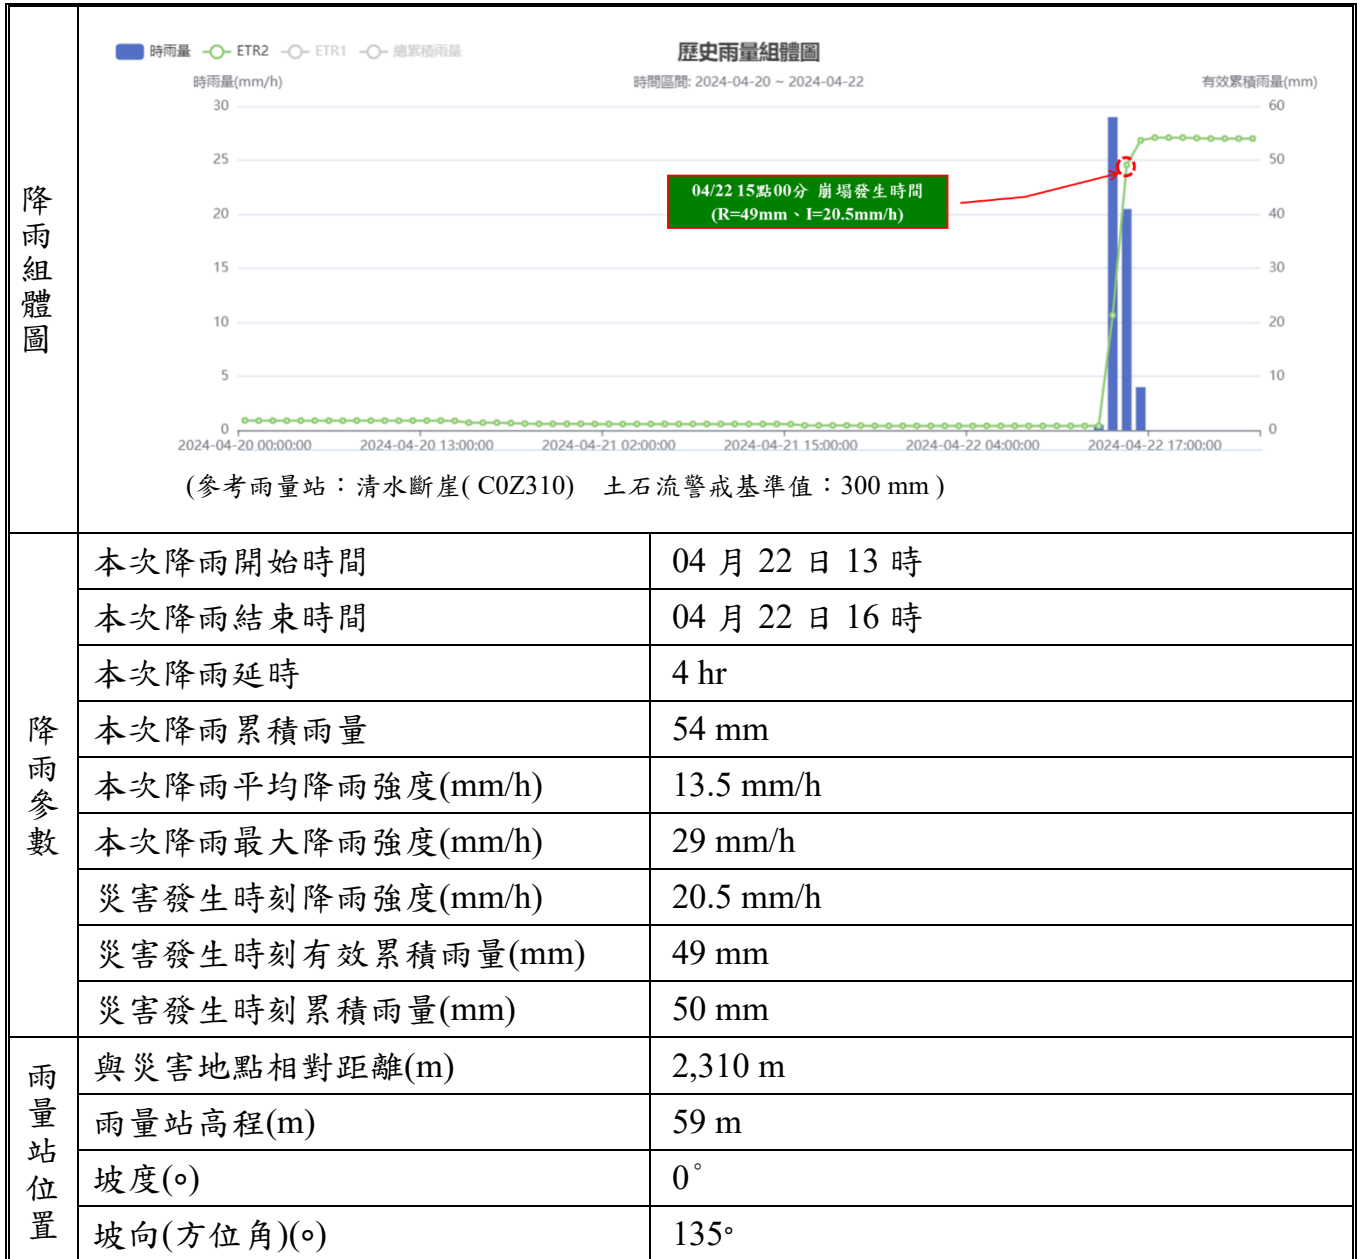 降雨組體圖
時雨量 ETR2 ETR1 總累積雨量
歷史雨量組體圖
時間區間: 2024-04-20 ~ 2024-04-22
時雨量(mm/h)
有效累積雨量(mm)
30
25
20
15
10
5
0
60
50
40
30
20
10
0
04/22 15點00分 崩塌發生時間
(R=49mm、I=20.5mm/h)
2024-04-20 00:00:00 2024-04-20 13:00:00 2024-04-21 02:00:00 2024-04-21 15:00:00 2024-04-22 04:00:00 2024-04-22 17:00:00
(參考雨量站：清水斷崖( C0Z310) 土石流警戒基準值：300 mm )
降雨參數
本次降雨開始時間 04 月 22 日 13 時
本次降雨結束時間 04 月 22 日 16 時
本次降雨延時 4 hr
本次降雨累積雨量 54 mm
本次降雨平均降雨強度(mm/h) 13.5 mm/h
本次降雨最大降雨強度(mm/h) 29 mm/h
災害發生時刻降雨強度(mm/h) 20.5 mm/h
災害發生時刻有效累積雨量(mm) 49 mm
災害發生時刻累積雨量(mm) 50 mm
雨量站位置
與災害地點相對距離(m) 2,310 m
雨量站高程(m) 59 m
坡度(°) 0°
坡向(方位角)(°) 135°